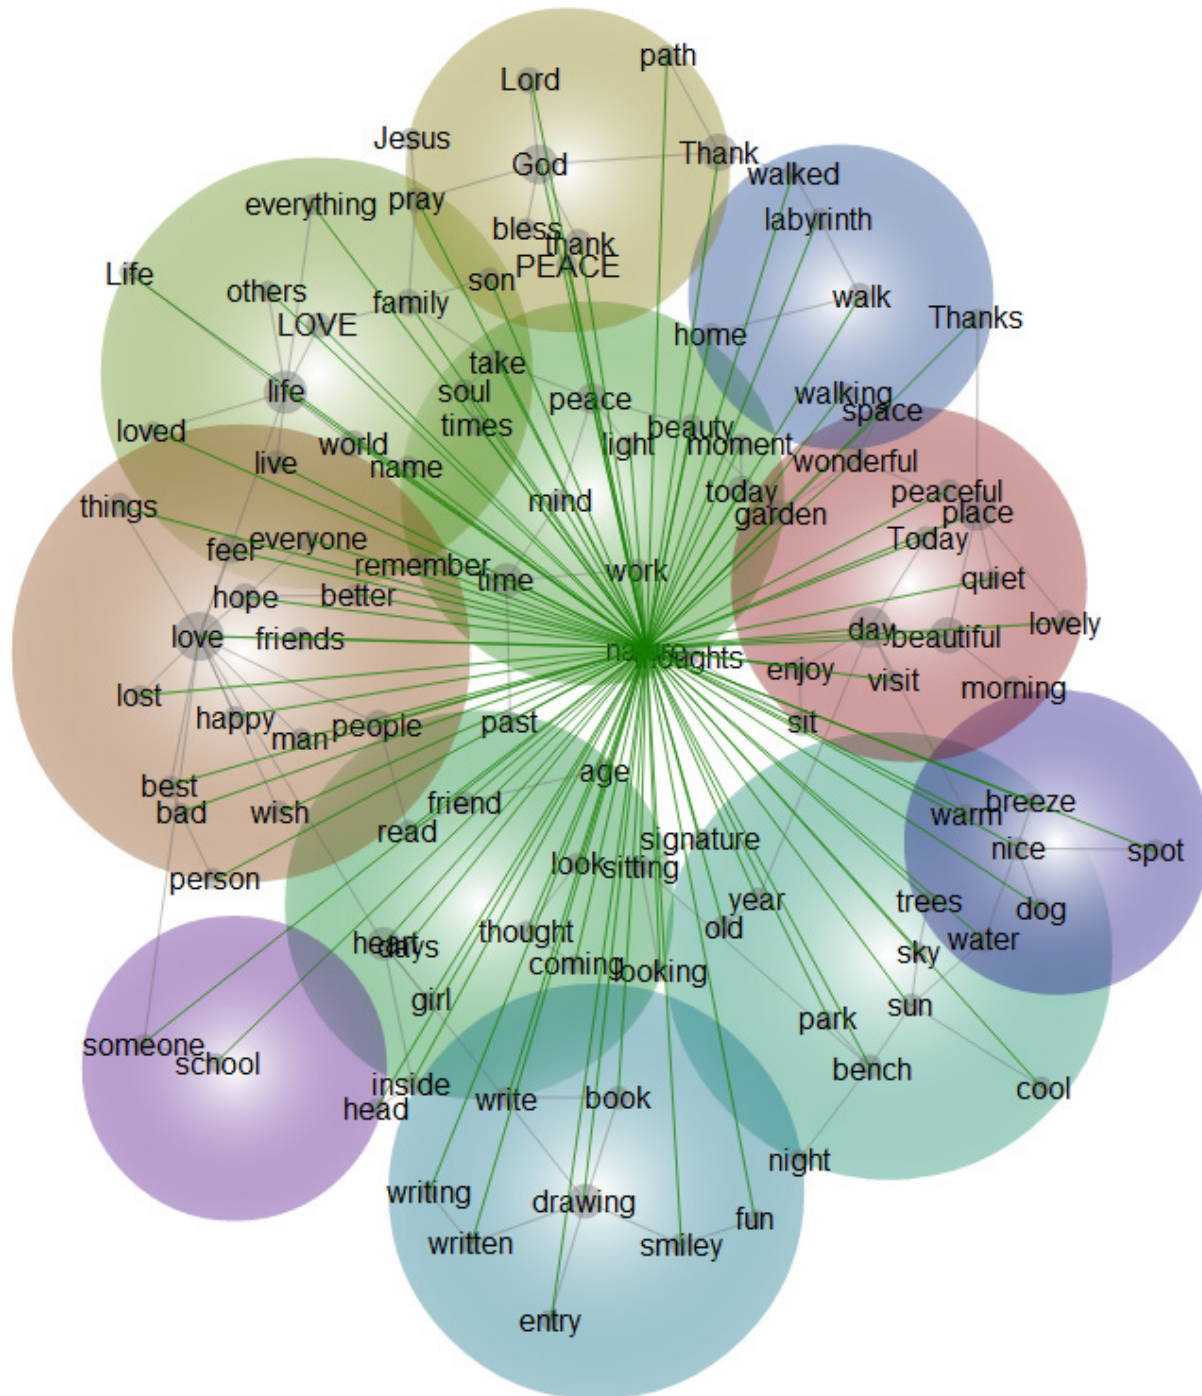 path
Lord
Jesus
God
Thank
walked
everything
pray
labyrinth
bless
thank
PEACE
Life
others
son
family
walk
LOVE
Thanks
home
take
life
soul
peace
walking
space
loved
times
beauty
world
light
moment
live
name
wonderful
things
mind
today
peaceful
garden
place
everyone
feel
Today
remember
time
work
quiet
hope
better
love
friends
day
beautiful
lovely
thoughts
enjoy
visit
morning
lost
happy
man
people
past
sit
age
best
bad
wish
friend
read
signature
warm
breeze
nice
spot
look
sitting
person
year
old
trees
dog
heart
days
thought
coming
looking
sky
water
girl
park
sun
someone
school
inside
head
write
book
bench
cool
night
writing
drawing
fun
written
smiley
entry